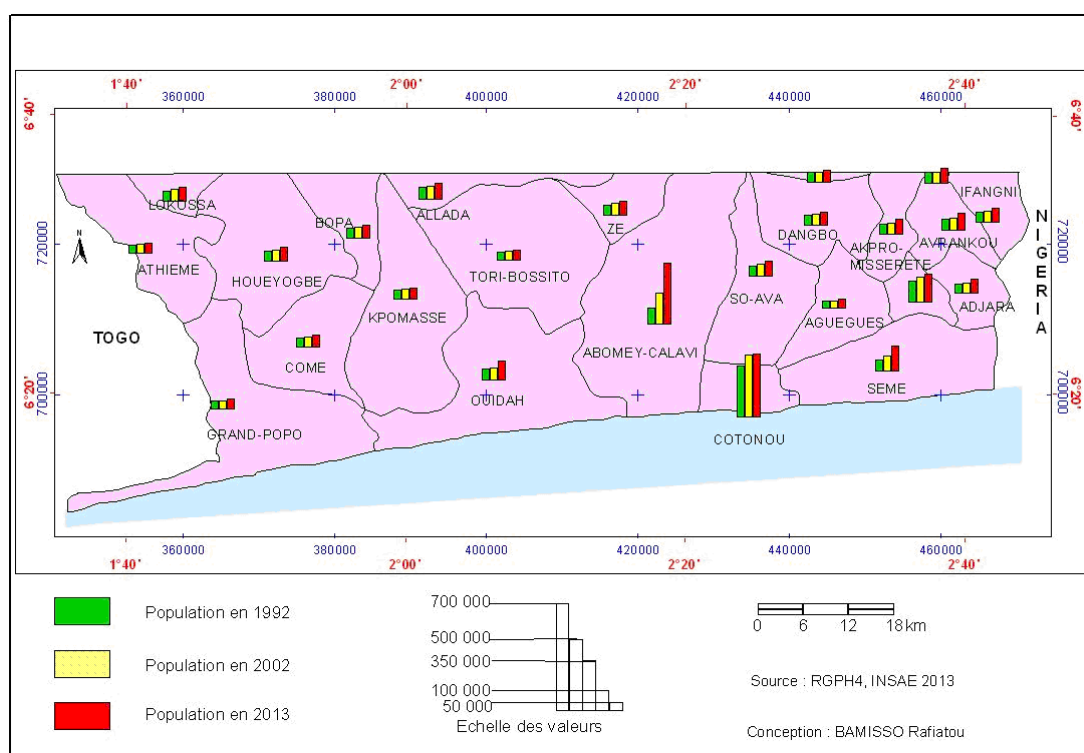 1°40' 2°00' 2°20' 2°40'
360000 380000 400000 420000 440000 460000
6°40' 6°40'
LOKUSSA
ALLADA
IFANGNI
BOPA
ZE
DANGBO
AVRANKOU
AKPRO-
MISSERETE
720000 720000
N
ATHIEME
HOUEYOGBE
TORI-BOSSITO
SO-AVA
NIGERIA
KPOMASSE
AGUEGUES
ADJARA
TOGO
ABOMEY-CALAVI
COME
SEME
OUIDAH
6°20' 6°20'
700000 700000
GRAND-POPO
COTONOU
360000 380000 400000 420000 440000 460000
1°40' 2°00' 2°20' 2°40'
Population en 1992
Population en 2002
Population en 2013
700 000
500 000
350 000
100 000
50 000
Echelle des valeurs
0 6 12 18 km
Source : RGPH4, INSAE 2013
Conception : BAMISSO Rafiatou